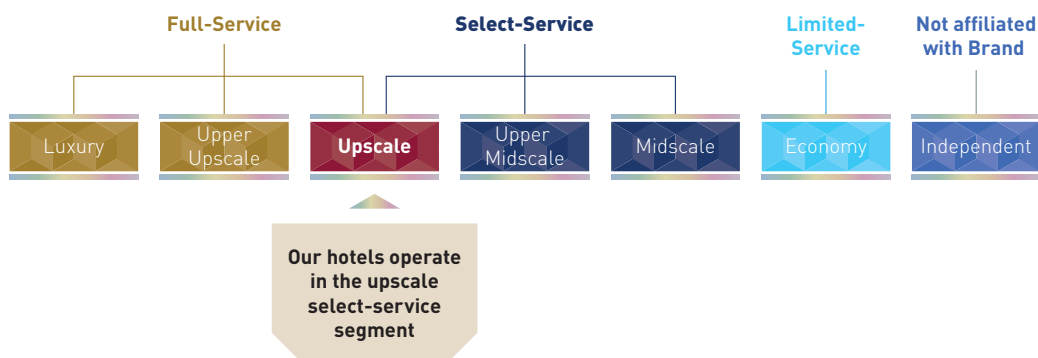 Full-Service
Select-Service
Limited-
Service
Not affiliated
with Brand
Luxury
Upper
Upscale
Upscale
Upper
Midscale
Midscale
Economy
Independent
Our hotels operate
in the upscale
select-service
segment